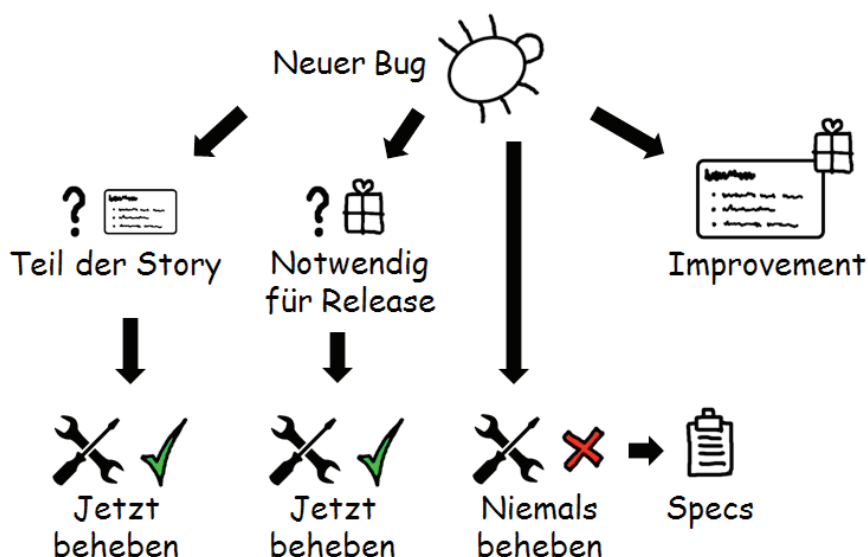 Neuer Bug
?
?
Teil der Story
Notwendig
für Release
Improvement
Jetzt
beheben
Jetzt
beheben
Niemals
beheben
Specs